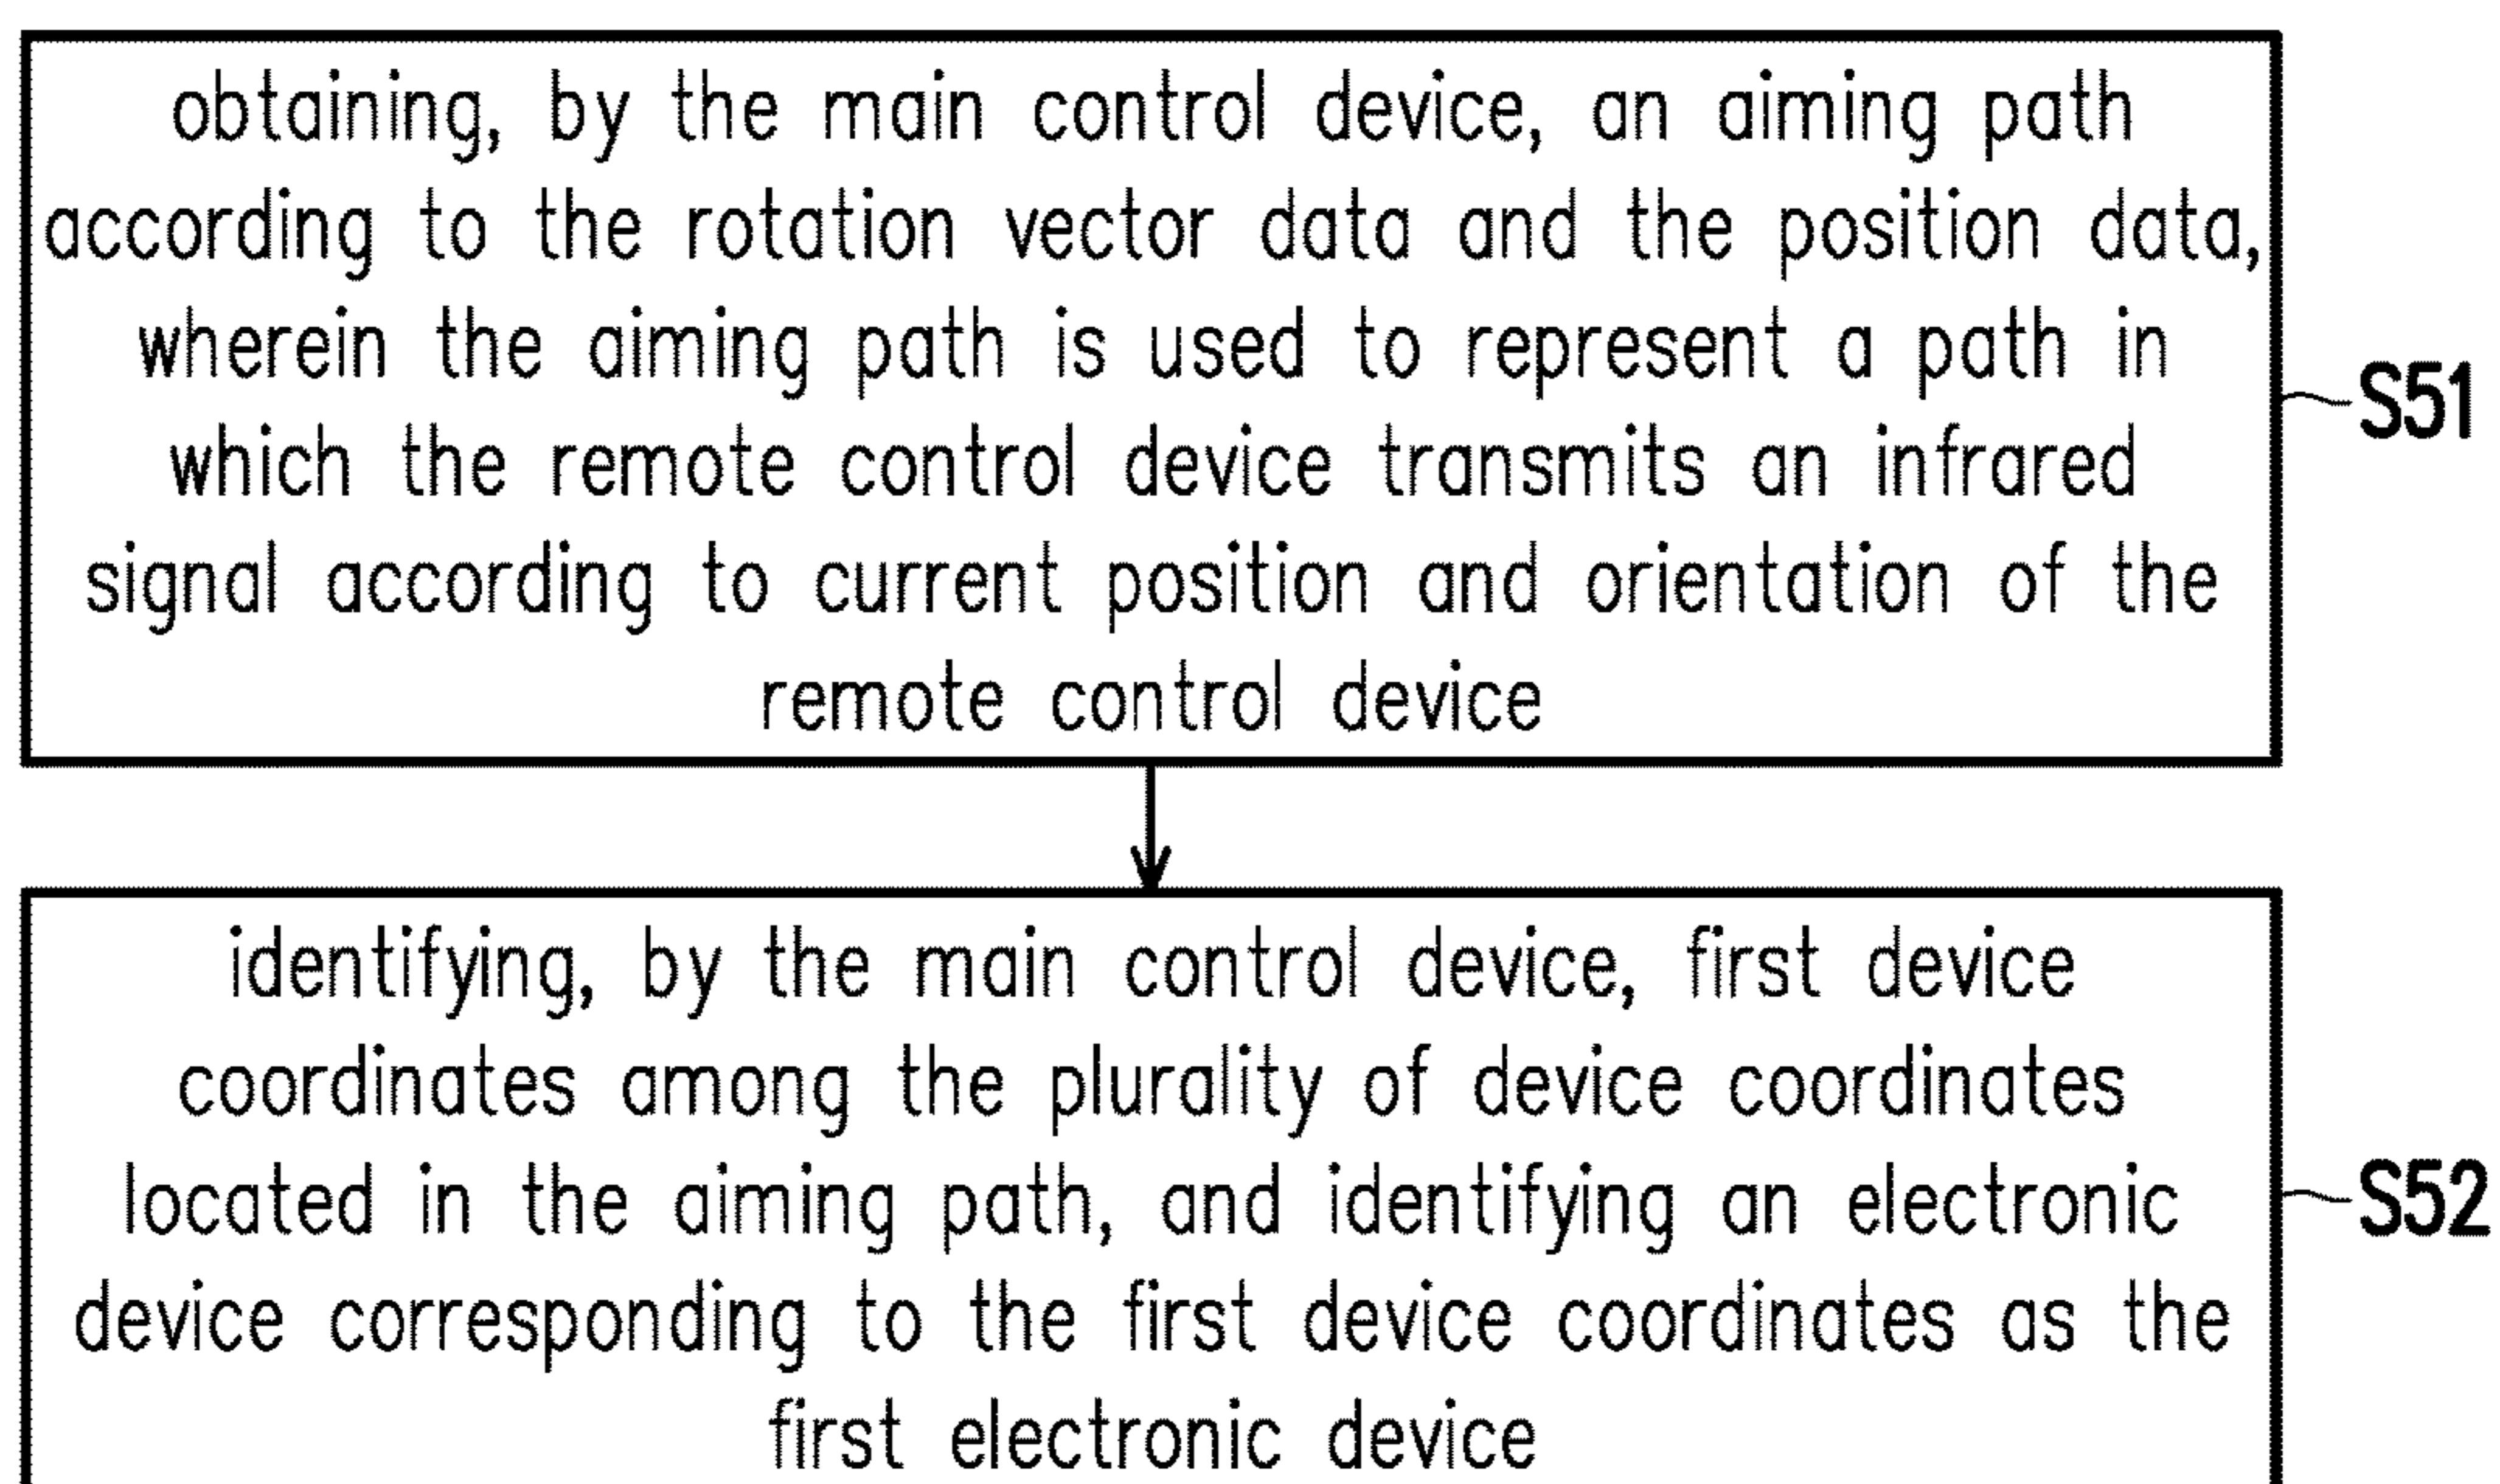 obtaining, by the main control device, an aiming path
according to the rotation vector data and the position data,
wherein the aiming path is used to represent a path in
which the remote control device transmits an infrared
signal according to current position and orientation of the
remote control device
S51
identifying, by the main control device, first device
coordinates among the plurality of device coordinates
located in the aiming path, and identifying an electronic
device corresponding to the first device coordinates as the
first electronic device
S52